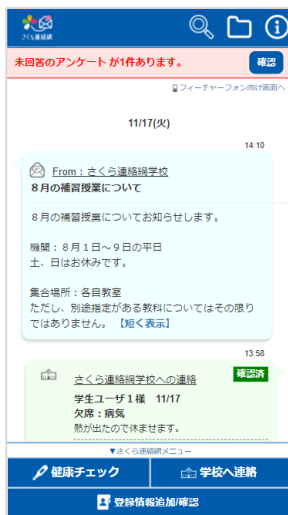 さくら連絡網
未回答のアンケート が1件あります。
確認
フィーチャーフォン向け画面へ
11/17(火)
14:10
From：さくら連絡網学校
８月の補習授業について
８月の補習授業についてお知らせします。
機関：８月１日～９日の平日
土、日はお休みです。
集合場所：各自教室
ただし、別途指定がある教科についてはその限り
ではありません。 【短く表示】
13:58
さくら連絡網学校への連絡
確認済
学生ユーザ１様 11/17
欠席：病気
熱が出たので休ませます。
▼さくら連絡網メニュー
健康チェック
学校へ連絡
登録情報追加/確認